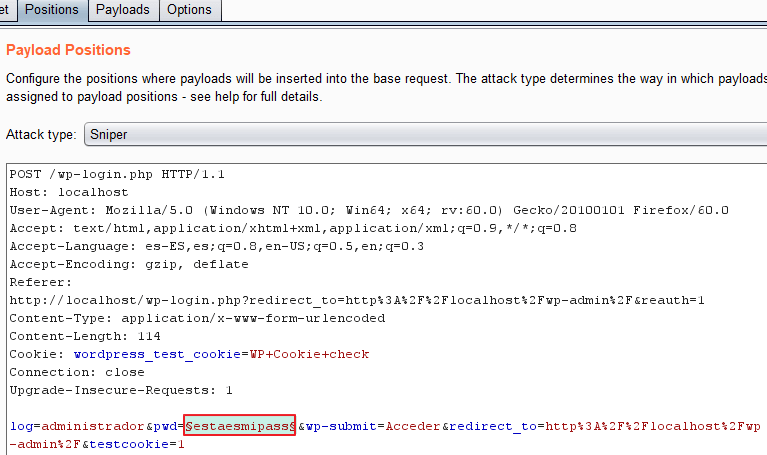 et Positions Payloads Options
Payload Positions
Configure the positions where payloads will be inserted into the base request. The attack type determines the way in which payloads
assigned to payload positions - see help for full details.
Attack type: Sniper
POST /wp-login.php HTTP/1.1
Host: localhost
User-Agent: Mozilla/5.0 (Windows NT 10.0; Win64; x64; rv:60.0) Gecko/20100101 Firefox/60.0
Accept: text/html,application/xhtml+xml,application/xml;q=0.9,*/*;q=0.8
Accept-Language: es-ES,es;q=0.8,en-US;q=0.5,en;q=0.3
Accept-Encoding: gzip, deflate
Referer:
http://localhost/wp-login.php?redirect_to=http%3A%2F%2Flocalhost%2Fwp-admin%2F&reauth=1
Content-Type: application/x-www-form-urlencoded
Content-Length: 114
Cookie: wordpress_test_cookie=WP+Cookie+check
Connection: close
Upgrade-Insecure-Requests: 1
log=administrador&pwd=§estaesmipass§&wp-submit=Acceder&redirect_to=http%3A%2F%2Flocalhost%2Fwp
-admin%2F&testcookie=1